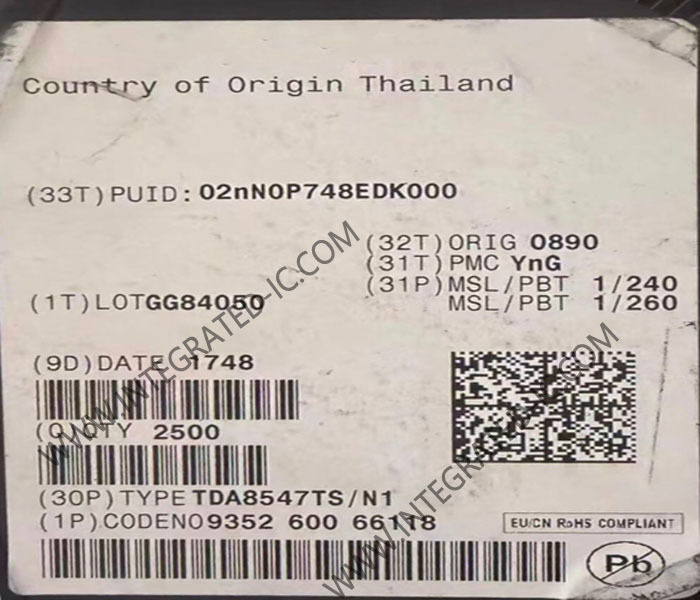 Country of Origin Thailand
(33T)PUID: 02nN0P748EDK000
(32T)ORIG 0890
(31T)PMC YnG
(31P)MSL/PBT 1/240
MSL/PBT 1/260
(1T)LOTGG84050
(9D)DATE 1748
(Q)QTY 2500
(30P)TYPE TDA8547TS/N1
(1P)CODENO9352 600 66118
EU/CN RoHS COMPLIANT
Pb
WWW.INTEGRATED-IC.COM
WWW.INTEGRATED-IC.COM